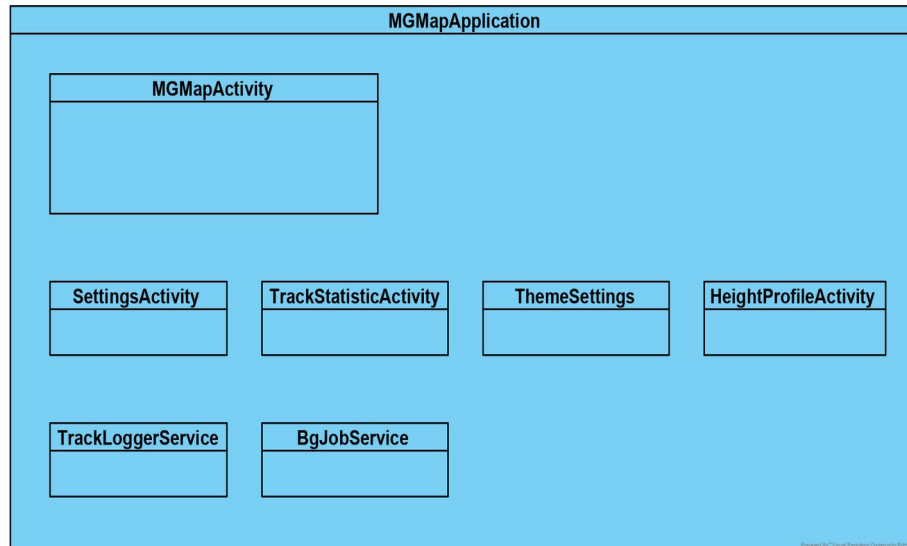 MGMapApplication
MGMapActivity
SettingsActivity
TrackStatisticActivity
ThemeSettings
HeightProfileActivity
TrackLoggerService
BgJobService